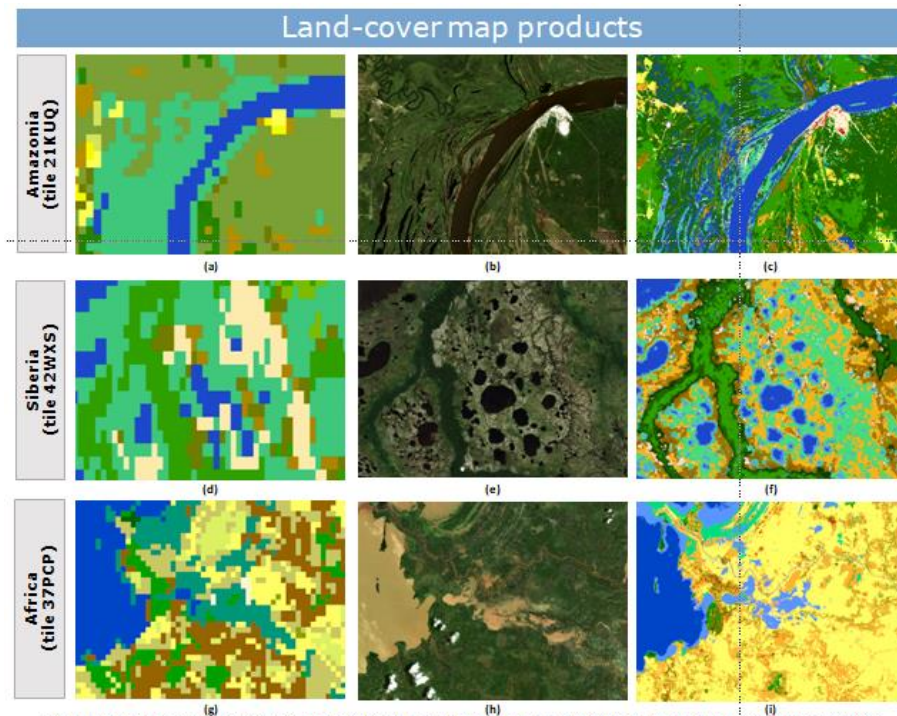 Land-cover map products
Amazonia
(tile 21KUQ)
(a)
(b)
(c)
Siberia
(tile 42WXS)
(d)
(e)
(f)
Africa
(tile 37PCP)
(g)
(h)
(i)